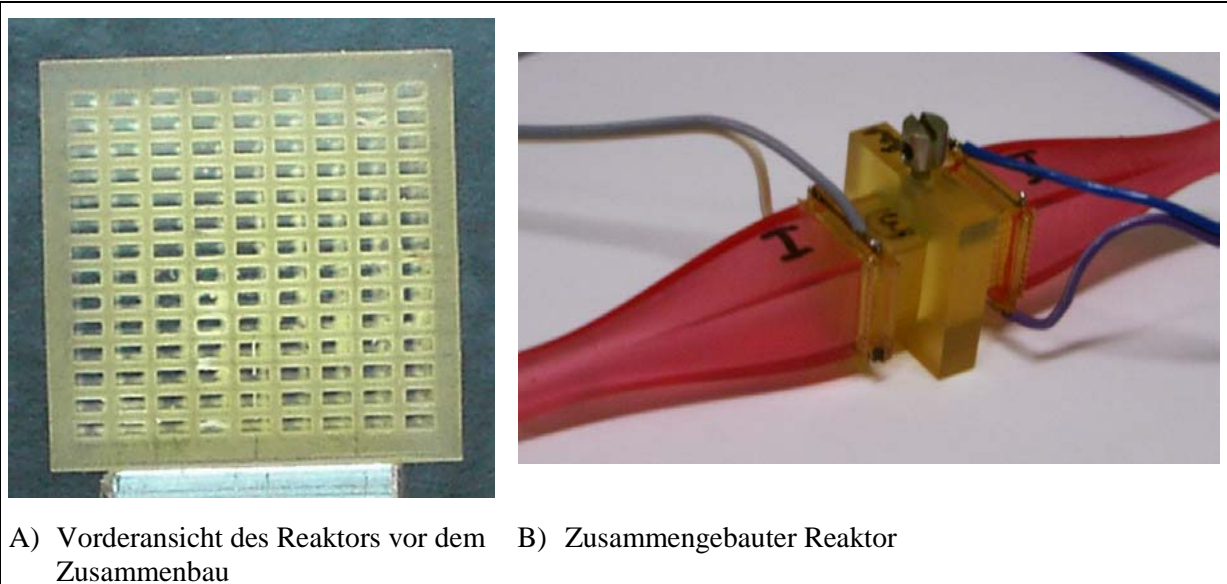 A) Vorderansicht des Reaktors vor dem
Zusammenbau
B) Zusammengebauter Reaktor